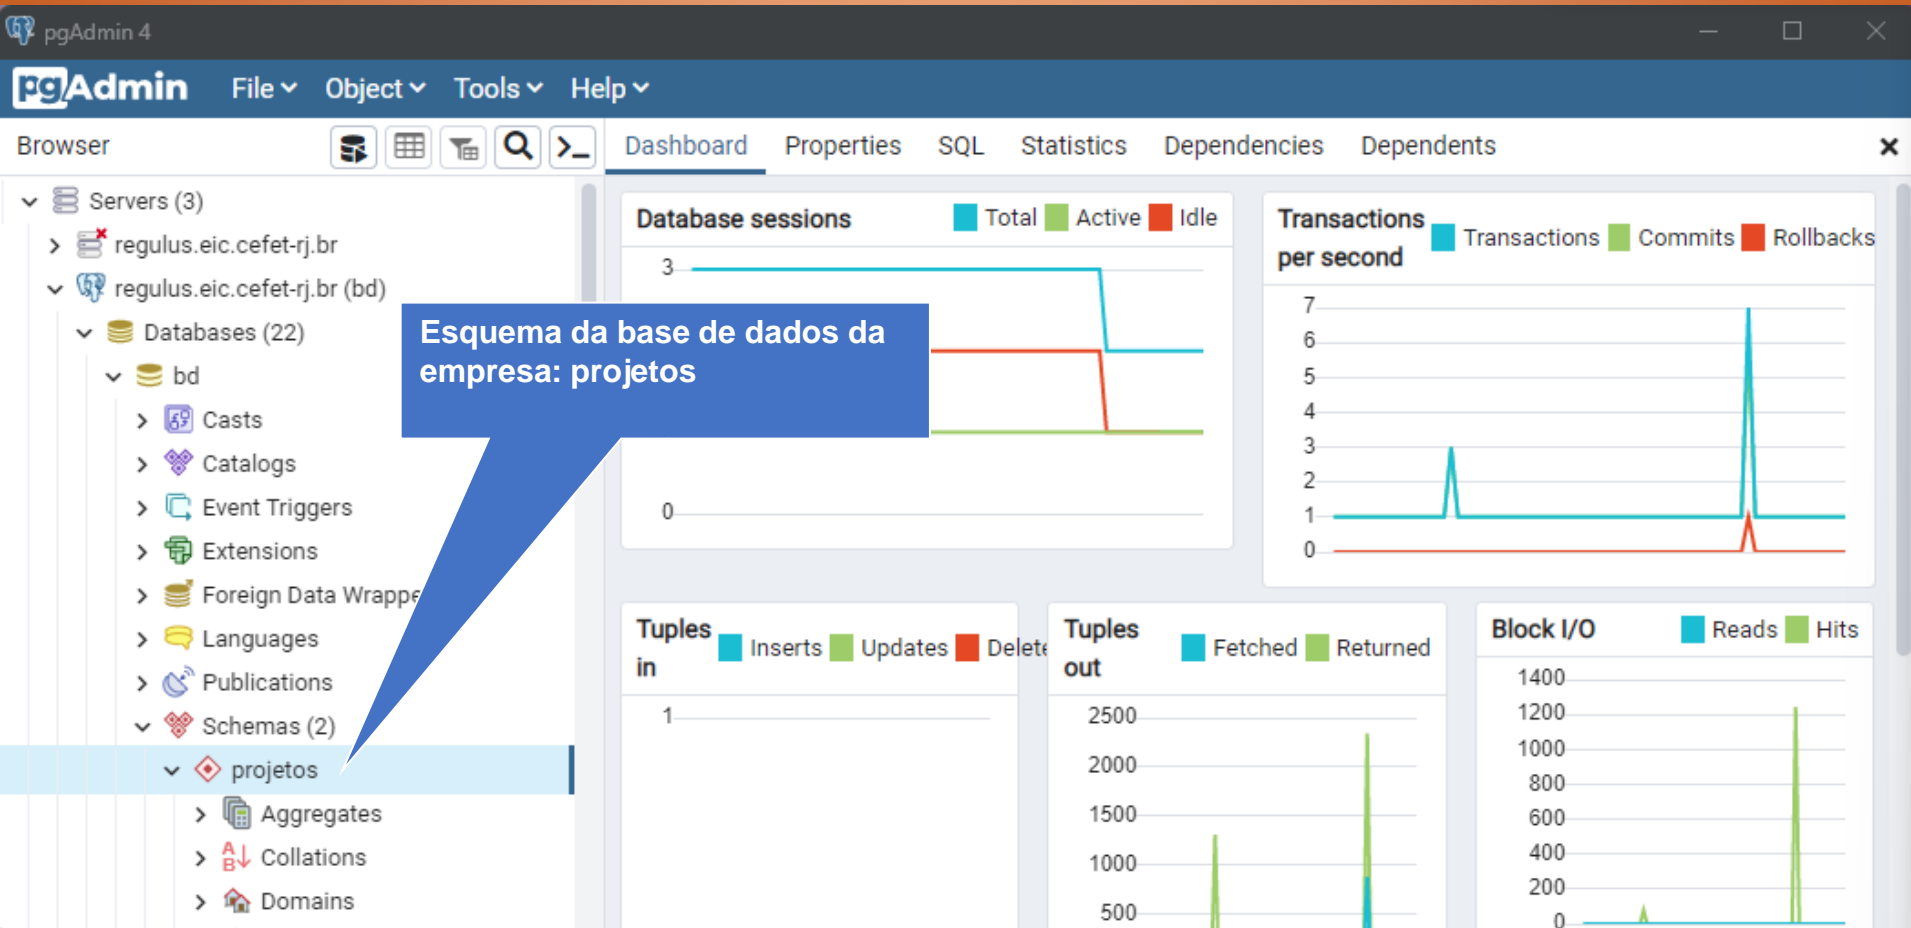 pgAdmin 4
pgAdmin File Object Tools Help
Browser
Dashboard Properties SQL Statistics Dependencies Dependents
Servers (3)
regulus.eic.cefet-rj.br
regulus.eic.cefet-rj.br (bd)
Databases (22)
bd
Casts
Catalogs
Event Triggers
Extensions
Foreign Data Wrappe
Languages
Publications
Schemas (2)
projetos
Aggregates
Collations
Domains
Esquema da base de dados da
empresa: projetos
Database sessions Total Active Idle
3
0
Transactions
per second
Transactions Commits Rollbacks
7
6
5
4
3
2
1
0
Tuples
in
Inserts Updates Delete
1
Tuples
out
Fetched Returned
2500
2000
1500
1000
500
Block I/O Reads Hits
1400
1200
1000
800
600
400
200
0